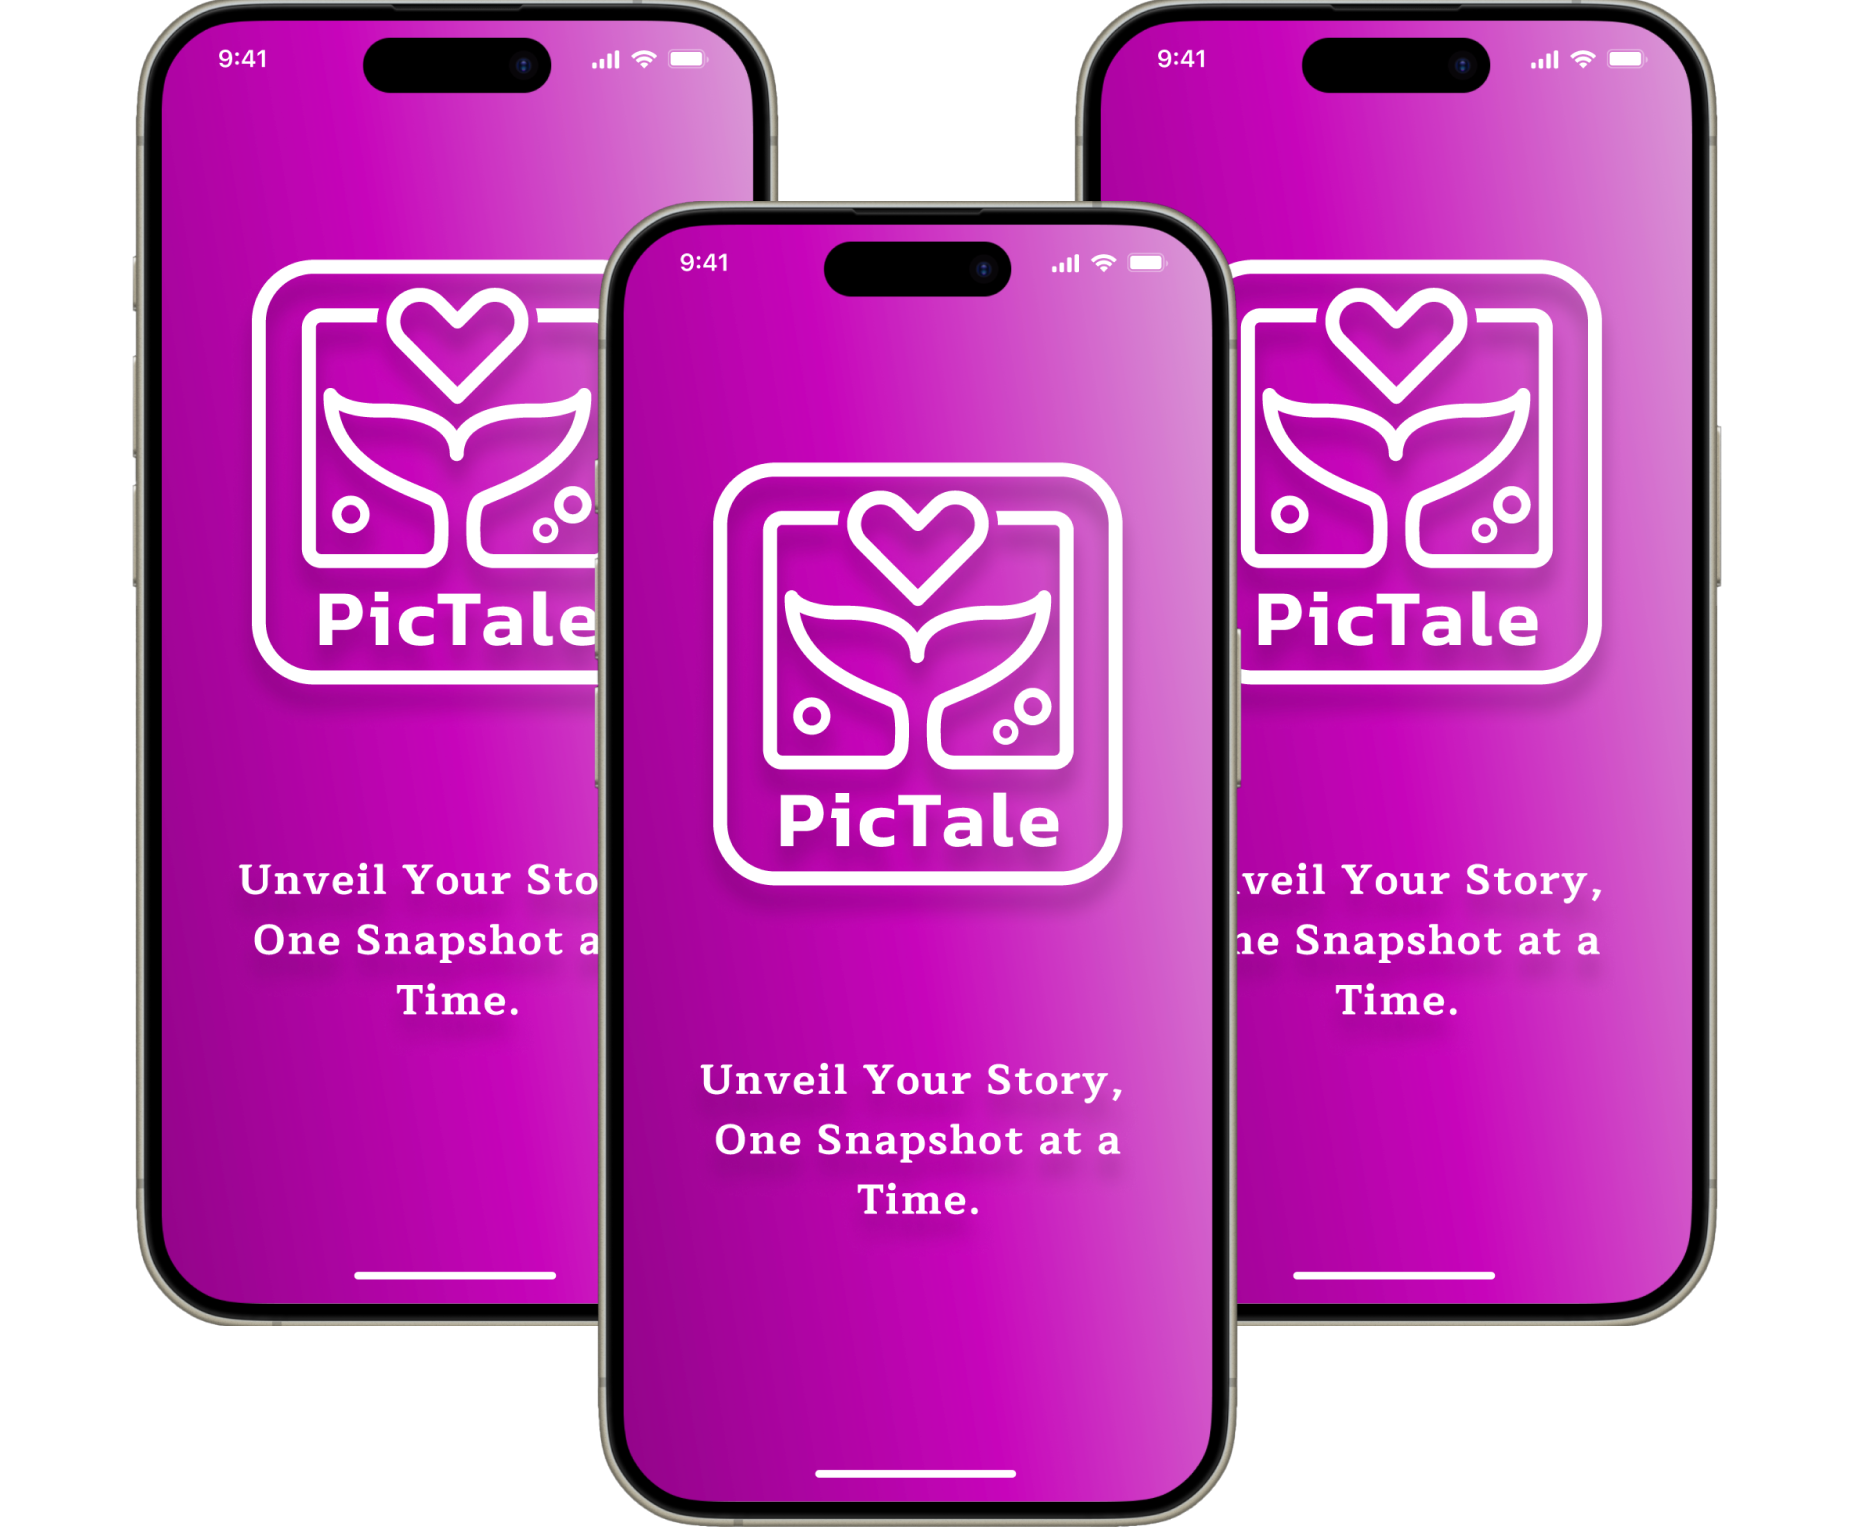 9:41
PicTale
Unveil Your Sto
One Snapshot a
Time.
9:41
PicTale
Unveil Your Story,
One Snapshot at a
Time.
9:41
PicTale
veil Your Story,
ne Snapshot at a
Time.